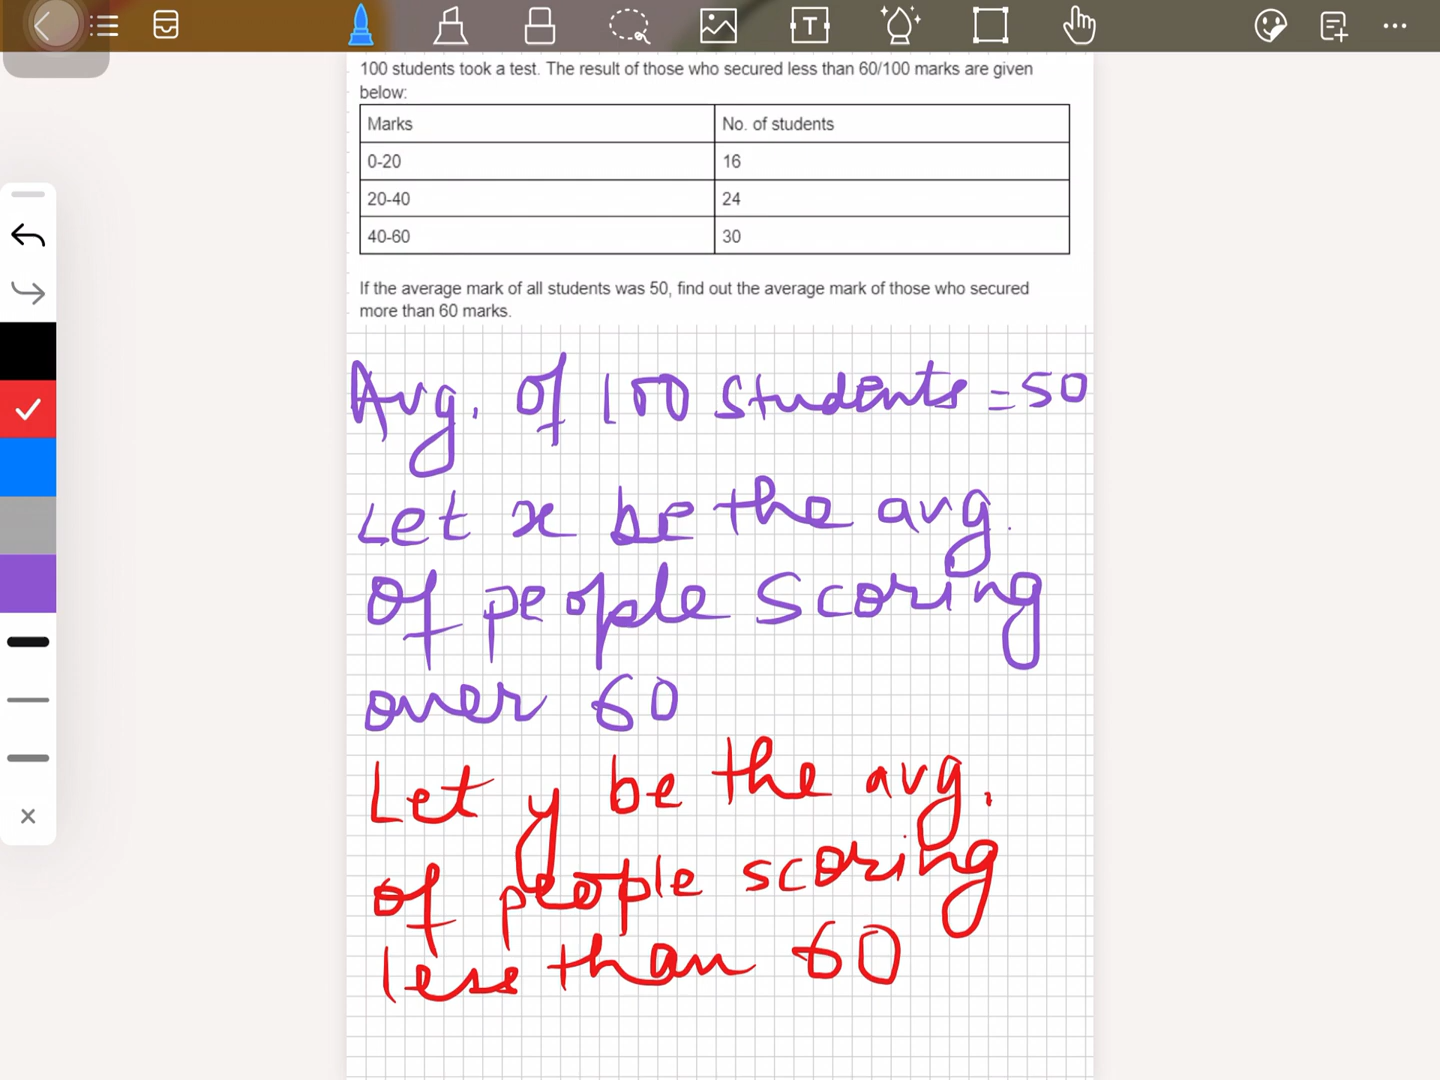 100 students took a test. The result of those who secured less than 60/100 marks are given
below:
Marks No. of students
0-20 16
20-40 24
40-60 30
If the average mark of all students was 50, find out the average mark of those who secured
more than 60 marks.
Avg. of 100 students = 50
Let x be the avg.
of people scoring
over 60
Let y be the avg.
of people scoring
less than 60